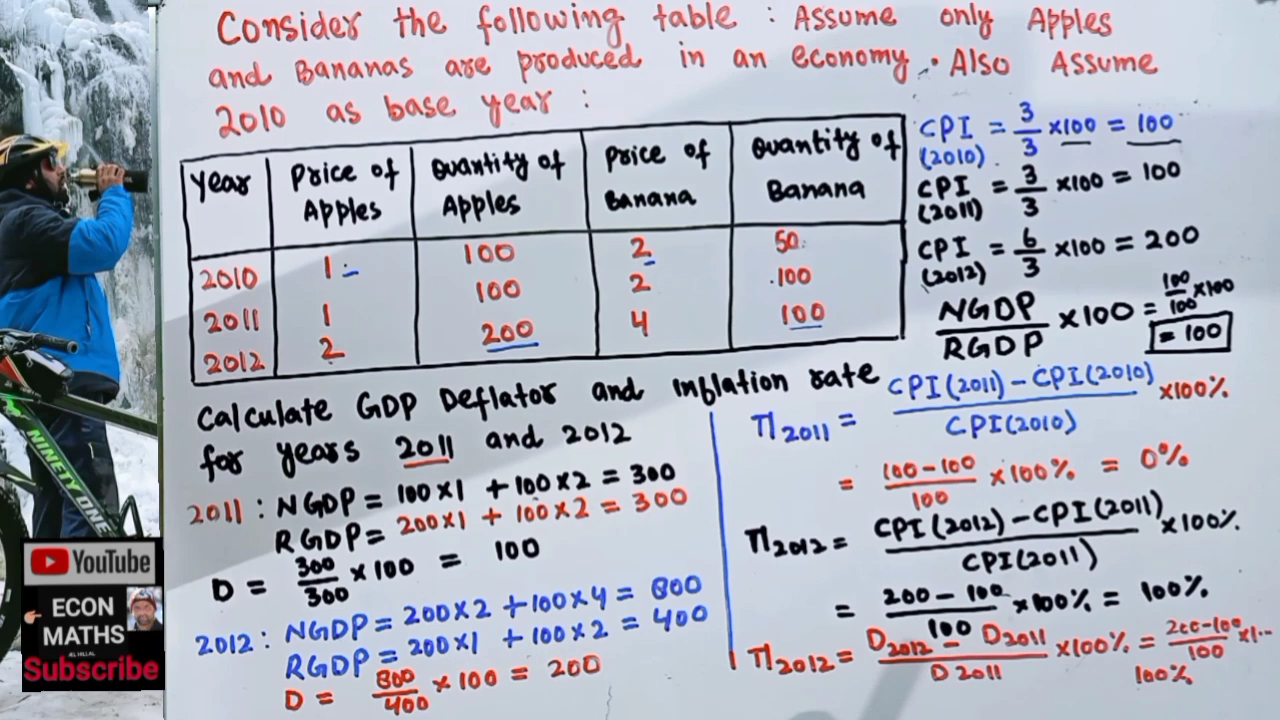 Consider the following table : Assume only Apples
and Bananas are produced in an economy. Also Assume
2010 as base year :
Year Price of Apples Quantity of Apples Price of Banana Quantity of Banana
2010 1 100 2 50
2011 1 100 2 100
2012 2 200 4 100
Calculate GDP Deflator and Inflation rate
for years 2011 and 2012
2011 : NGDP = 100×1 + 100×2 = 300
RGDP = 200×1 + 100×2 = 300
D = 300/300 × 100 = 100
2012 : NGDP = 200×2 + 100×4 = 800
RGDP = 200×1 + 100×2 = 400
D = 800/400 × 100 = 200
CPI (2010) = 3/3 ×100 = 100
CPI (2011) = 3/3 ×100 = 100
CPI (2012) = 6/3 ×100 = 200
NGDP/RGDP ×100 = 100/100 ×100
= 100
Π2011 = CPI(2011) – CPI(2010)/CPI(2010) ×100%
= 100–100/100 ×100% = 0%
Π2012 = CPI(2012) – CPI(2011)/CPI(2011) ×100%
= 200–100/100 ×100% = 100%
Π2012 = D2012 – D2011/D2011 ×100% = 200–100/100 ×1--
100%
NINETY ONE
YouTube
ECON
MATHS
Subscribe